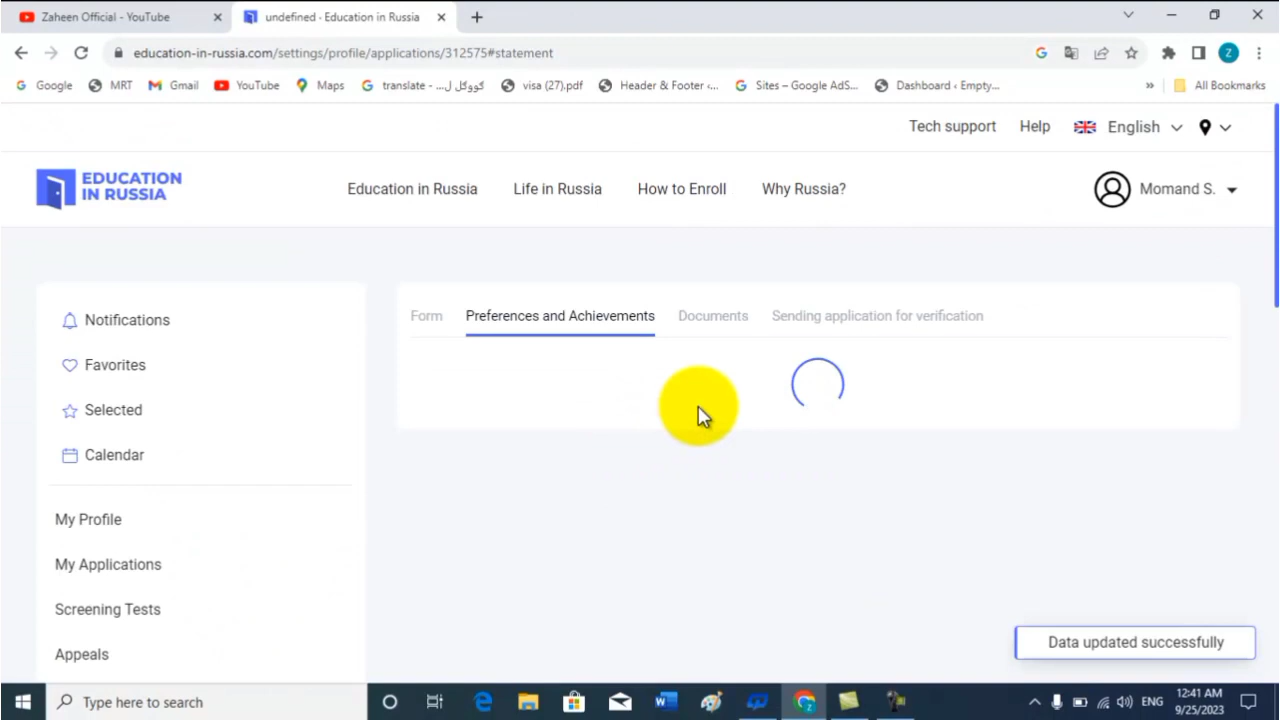 Zaheen Official - YouTube
undefined - Education in Russia
education-in-russia.com/settings/profile/applications/312575#statement
Z
Google
MRT
Gmail
YouTube
Maps
translate - ...كووكل ل
visa (27).pdf
Header & Footer ‹...
Sites – Google AdS...
Dashboard ‹ Empty...
»
All Bookmarks
Tech support
Help
English
EDUCATION
IN RUSSIA
Education in Russia
Life in Russia
How to Enroll
Why Russia?
Momand S.
Notifications
Favorites
Selected
Calendar
My Profile
My Applications
Screening Tests
Appeals
Form
Preferences and Achievements
Documents
Sending application for verification
Data updated successfully
Type here to search
ENG
12:41 AM
9/25/2023